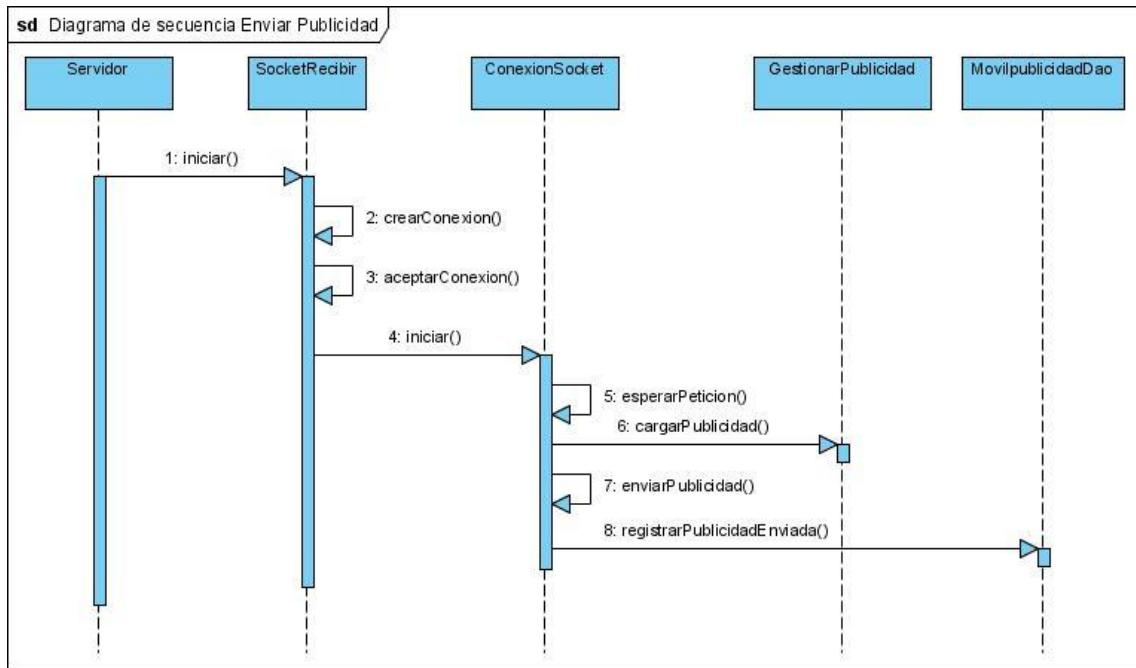 sd Diagrama de secuencia Enviar Publicidad
Servidor
SocketRecibir
ConexionSocket
GestionarPublicidad
MovilpublicidadDao
1: iniciar()
2: crearConexion()
3: aceptarConexion()
4: iniciar()
5: esperarPeticion()
6: cargarPublicidad()
7: enviarPublicidad()
8: registrarPublicidadEnviada()